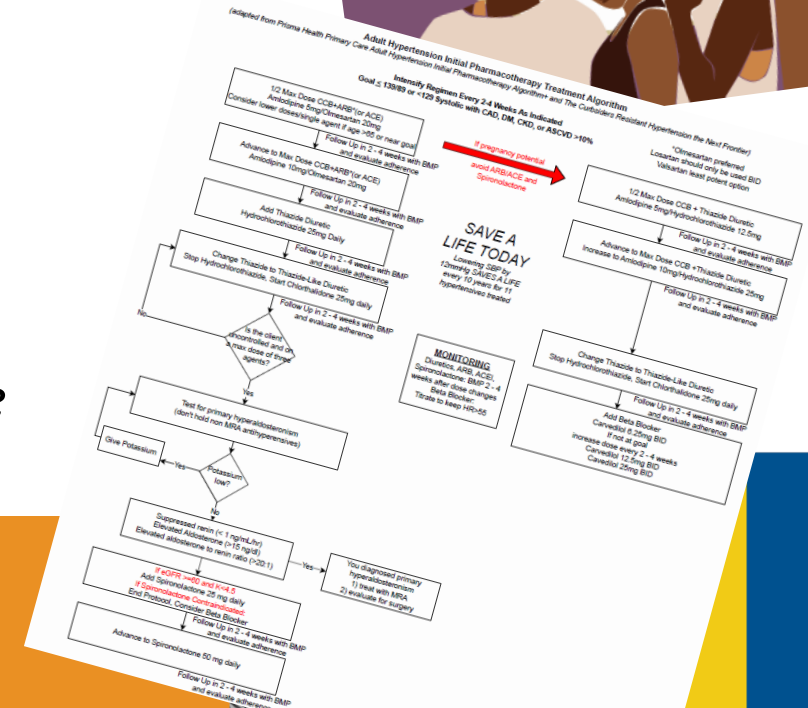 ?
Adult Hypertension Initial Pharmacotherapy Treatment Algorithm
(adapted from Prisma Health Primary Care Adult Hypertension Initial Pharmacotherapy Algorithm+ and The Curbsiders Resistant Hypertension the Next Frontier)
Intensify Regimen Every 2-4 Weeks As Indicated
Goal ≤ 139/89 or <129 Systolic with CAD, DM, CKD, or ASCVD >10%
1/2 Max Dose CCB+ARB*(or ACE)
Amlodipine 5mg/Olmesartan 20mg
Consider lower doses/single agent if age >65 or near goal
Follow Up in 2 - 4 weeks with BMP
and evaluate adherence
Advance to Max Dose CCB+ARB*(or ACE)
Amlodipine 10mg/Olmesartan 20mg
Follow Up in 2 - 4 weeks with BMP
and evaluate adherence
Add Thiazide Diuretic
Hydrochlorothiazide 25mg Daily
Follow Up in 2 - 4 weeks with BMP
and evaluate adherence
Change Thiazide to Thiazide-Like Diuretic
Stop Hydrochlorothiazide, Start Chlorthalidone 25mg daily
Follow Up in 2 - 4 weeks with BMP
and evaluate adherence
No
Is the client
uncontrolled and on
a max dose of three
agents?
Yes
Test for primary hyperaldosteronism
(don't hold non MRA antihyperensives)
Give Potassium
Yes
Potassium
low?
No
Suppressed renin (< 1 ng/mL/hr)
Elevated Aldosterone (>15 ng/dl)
Elevated aldosterone to renin ratio (>20:1)
Yes
You diagnosed primary
hyperaldosteronism
1) treat with MRA
2) evaluate for surgery
If eGFR >=60 and K<4.5
Add Spironolactone 25 mg daily
If Spironolactone Contraindicated:
End Protocol, Consider Beta Blocker
Follow Up in 2 - 4 weeks with BMP
and evaluate adherence
Advance to Spironolactone 50 mg daily
Follow Up in 2 - 4 weeks with BMP
and evaluate adherence
If pregnancy potential
avoid ARB/ACE and
Spironolactone
SAVE A
LIFE TODAY
Lowering SBP by
12mmHg SAVES A LIFE
every 10 years for 11
hypertensives treated
MONITORING
Diuretics, ARB, ACEi,
Spironolactone: BMP 2 - 4
weeks after dose changes
Beta Blocker:
Titrate to keep HR>55
*Olmesartan preferred
Losartan should only be used BID
Valsartan least potent option
1/2 Max Dose CCB + Thiazide Diuretic
Amlodipine 5mg/Hydrochlorothiazide 12.5mg
Follow Up in 2 - 4 weeks with BMP
and evaluate adherence
Advance to Max Dose CCB +Thiazide Diuretic
Increase to Amlodipine 10mg/Hydrochlorothiazide 25mg
Follow Up in 2 - 4 weeks with BMP
and evaluate adherence
Change Thiazide to Thiazide-Like Diuretic
Stop Hydrochlorothiazide, Start Chlorthalidone 25mg daily
Follow Up in 2 - 4 weeks with BMP
and evaluate adherence
Add Beta Blocker
Carvedilol 6.25mg BID
If not at goal
increase dose every 2 - 4 weeks
Carvedilol 12.5mg BID
Cavedilol 25mg BID